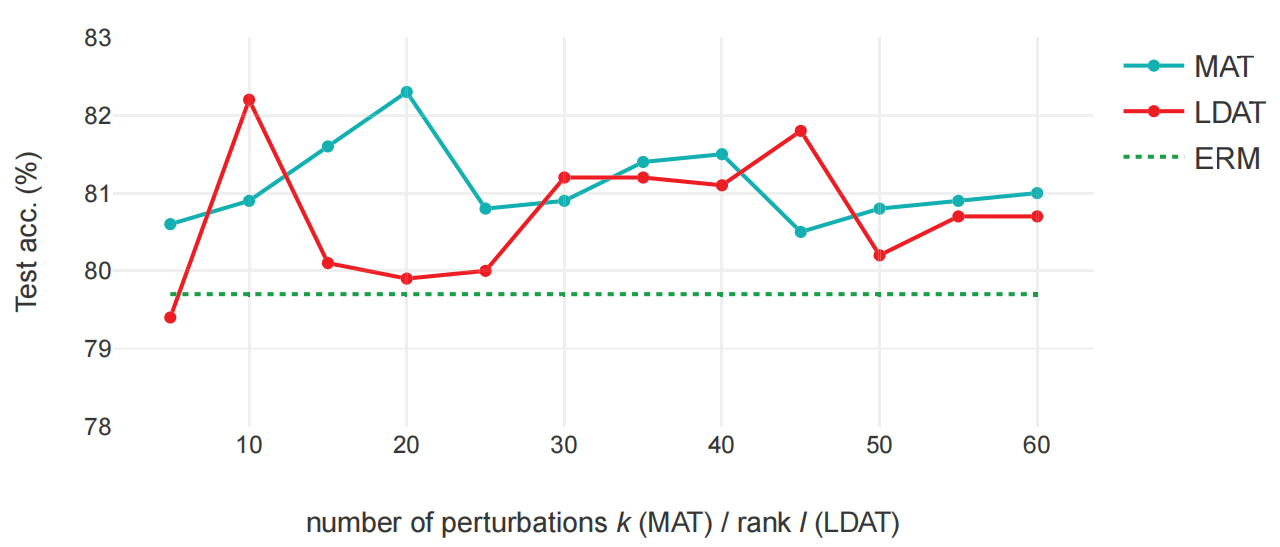 83
82
81
80
79
78
Test acc. (%)
10 20 30 40 50 60
number of perturbations k (MAT) / rank l (LDAT)
MAT
LDAT
ERM